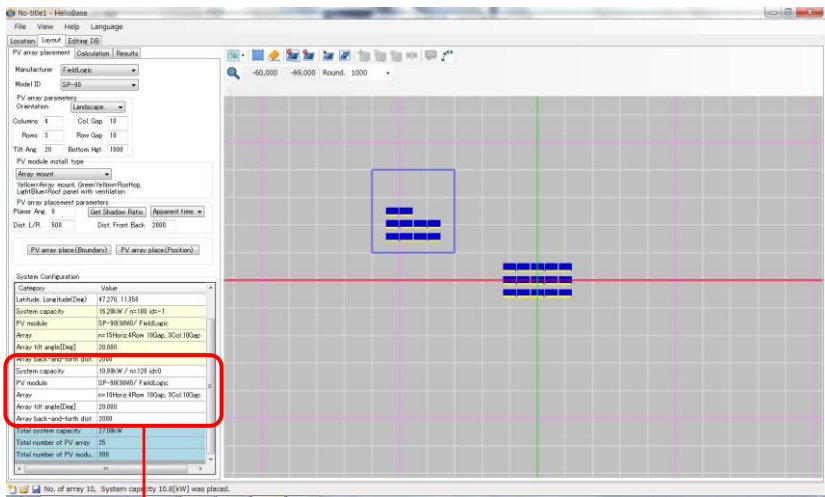 No-title1 - HelioBase
File View Help Language
Location Layout Editing DB
PV array placement Calculation Results
Manufacturer FieldLogic
Model ID SP-90
PV array parameters
Orientation Landscape
Columns 4 Col. Gap 10
Rows 3 Row Gap 10
Tilt Ang. 20 Bottom Hgt. 1000
PV module install. type
Array mount
Yellow=Array mount, GreenYellow=Rooftop,
LightBlue=Roof panel with ventilation
PV array placement parameters
Planer Ang. 0 Get Shadow Ratio Apparent time
Dist. L/R 500 Dist. Front Back 2000
PV array place.(Boundary) PV array place.(Position)
System Configuration
Category Value
Latitude, Longitude(Deg) 47.270, 11.350
System capacity 16.20kW / n=180 id=-1
PV module SP-90(90W)/ FieldLogic
Array n=15Horiz.4Row 10Gap, 3Col.10Gap
Array tilt angle[Deg] 20.000
Array back-and-forth dist. 2000
System capacity 10.80kW / n=120 id=0
PV module SP-90(90W)/ FieldLogic
Array n=10Horiz.4Row 10Gap, 3Col.10Gap
Array tilt angle[Deg] 20.000
Array back-and-forth dist. 2000
Total system capacity 27.00kW
Total number of PV array 25
Total number of PV modu.. 300
-60,000 -69,000 Round. 1000
No. of array 10, System capacity 10.8[kW] was placed.